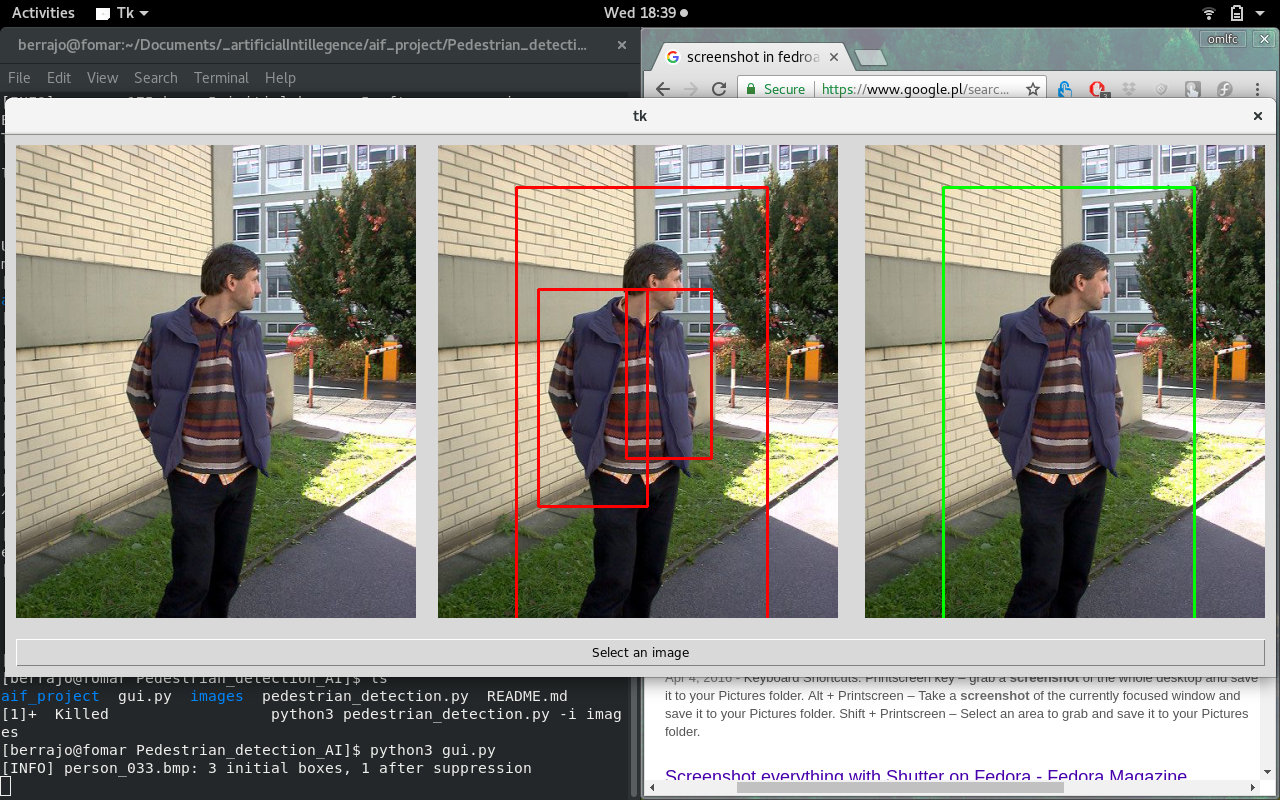 Activities Tk Wed 18:39
berrajo@fomar:~/Documents/_artificialIntillegence/aif_project/Pedestrian_detecti...
omlfc
screenshot in fedroa
File Edit View Search Terminal Help
Secure https://www.google.pl/searc...
tk
Select an image
[berrajo@fomar Pedestrian_detection_AI]$ ls
aif_project gui.py images pedestrian_detection.py README.md
[1]+ Killed python3 pedestrian_detection.py -i imag
es
[berrajo@fomar Pedestrian_detection_AI]$ python3 gui.py
[INFO] person_033.bmp: 3 initial boxes, 1 after suppression
Apr 4, 2016 - Keyboard Shortcuts. Printscreen key – grab a screenshot of the whole desktop and save
it to your Pictures folder. Alt + Printscreen – Take a screenshot of the currently focused window and
save it to your Pictures folder. Shift + Printscreen – Select an area to grab and save it to your Pictures
folder.
Screenshot everything with Shutter on Fedora - Fedora Magazine